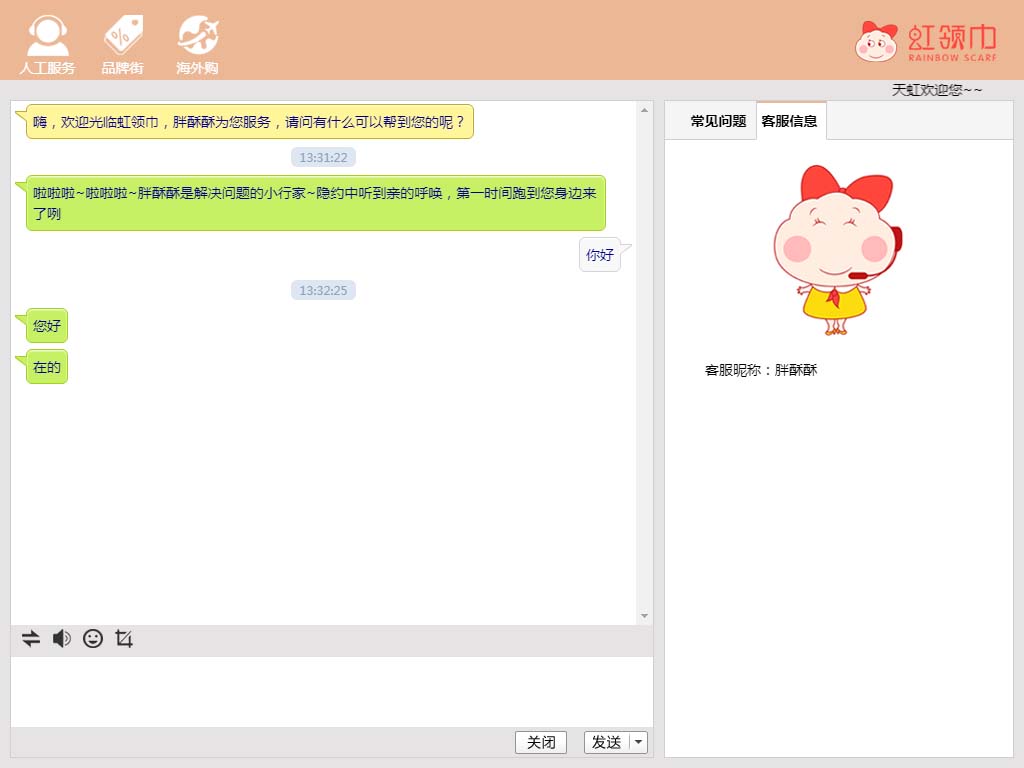 人工服务
品牌街
海外购
虹领巾
RAINBOW SCARF
天虹欢迎您~~
嗨，欢迎光临虹领巾，胖酥酥为您服务，请问有什么可以帮到您的呢？
13:31:22
啦啦啦~啦啦啦~胖酥酥是解决问题的小行家~隐约中听到亲的呼唤，第一时间跑到您身边来
了咧
你好
13:32:25
您好
在的
关闭
发送
常见问题
客服信息
客服昵称：胖酥酥